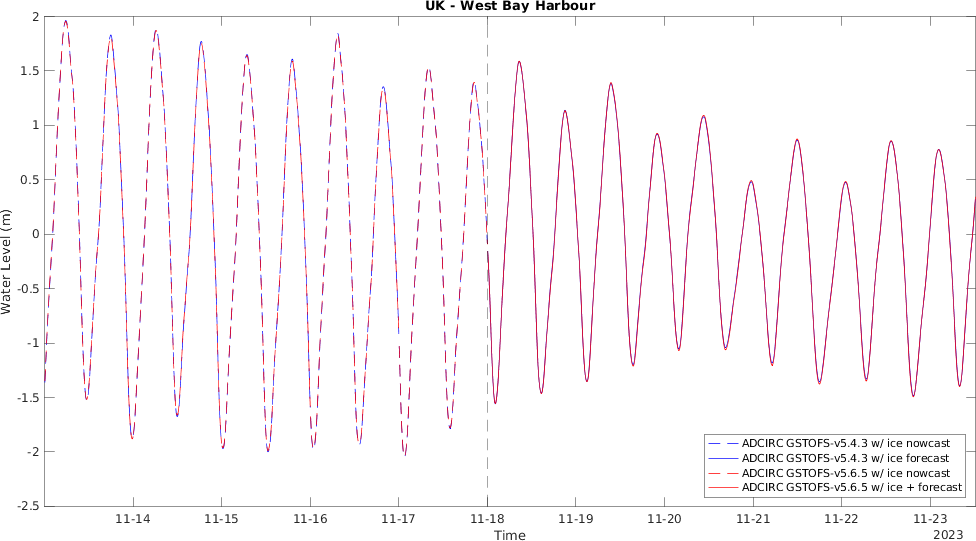 UK - West Bay Harbour
2
1.5
1
0.5
0
-0.5
-1
-1.5
-2
-2.5
Water Level (m)
ADCIRC GSTOFS-v5.4.3 w/ ice nowcast
ADCIRC GSTOFS-v5.4.3 w/ ice forecast
ADCIRC GSTOFS-v5.6.5 w/ ice nowcast
ADCIRC GSTOFS-v5.6.5 w/ ice + forecast
11-14 11-15 11-16 11-17 11-18 11-19 11-20 11-21 11-22 11-23
Time
2023